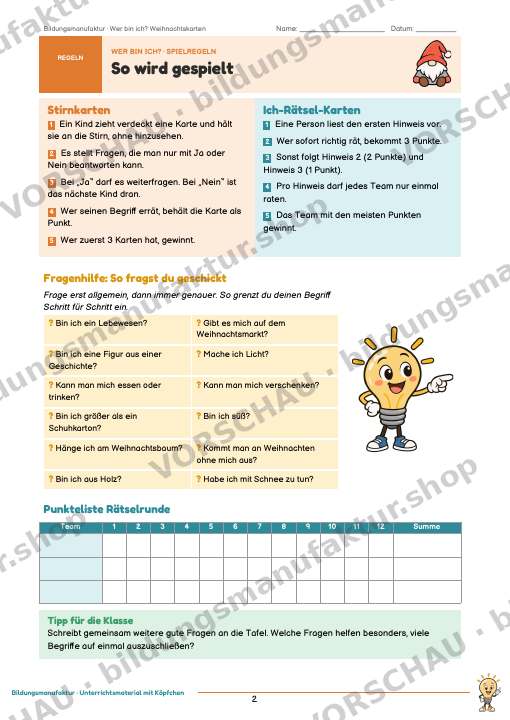 Bildungsmanufaktur · Wer bin ich? Weihnachtskarten Name: Datum:
REGELN
WER BIN ICH? · SPIELREGELN
So wird gespielt
Stirnkarten
1 Ein Kind zieht verdeckt eine Karte und hält
sie an die Stirn, ohne hinzusehen.
2 Es stellt Fragen, die man nur mit Ja oder
Nein beantworten kann.
3 Bei „Ja" darf es weiterfragen. Bei „Nein" ist
das nächste Kind dran.
4 Wer seinen Begriff errät, behält die Karte als
Punkt.
5 Wer zuerst 3 Karten hat, gewinnt.
Ich-Rätsel-Karten
1 Eine Person liest den ersten Hinweis vor.
2 Wer sofort richtig rät, bekommt 3 Punkte.
3 Sonst folgt Hinweis 2 (2 Punkte) und
Hinweis 3 (1 Punkt).
4 Pro Hinweis darf jedes Team nur einmal
raten.
5 Das Team mit den meisten Punkten
gewinnt.
Fragenhilfe: So fragst du geschickt
Frage erst allgemein, dann immer genauer. So grenzt du deinen Begriff
Schritt für Schritt ein.
? Bin ich ein Lebewesen?
? Gibt es mich auf dem
Weihnachtsmarkt?
? Bin ich eine Figur aus einer
Geschichte?
? Mache ich Licht?
? Kann man mich essen oder
trinken?
? Kann man mich verschenken?
? Bin ich größer als ein
Schuhkarton?
? Bin ich süß?
? Hänge ich am Weihnachtsbaum?
? Kommt man an Weihnachten
ohne mich aus?
? Bin ich aus Holz?
? Habe ich mit Schnee zu tun?
Punkteliste Rätselrunde
Team 1 2 3 4 5 6 7 8 9 10 11 12 Summe
Tipp für die Klasse
Schreibt gemeinsam weitere gute Fragen an die Tafel. Welche Fragen helfen besonders, viele
Begriffe auf einmal auszuschließen?
Bildungsmanufaktur · Unterrichtsmaterial mit Köpfchen
2
VORSCHAU · bildungsmanufaktur.shop